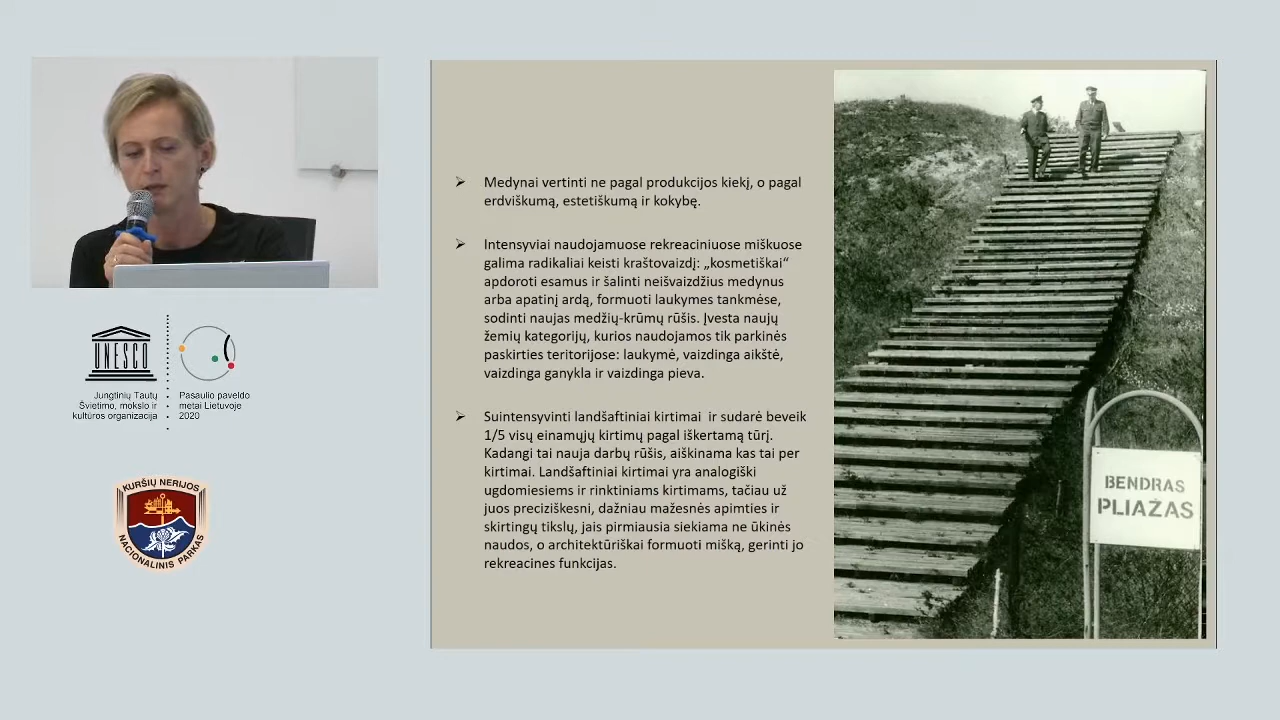 UNESCO
Jungtinių Tautų
Švietimo, mokslo ir
kultūros organizacija
Pasaulio paveldo
metai Lietuvoje
2020
KURŠIŲ NERIJOS
NACIONALINIS PARKAS
Medynai vertinti ne pagal produkcijos kiekį, o pagal
erdviškumą, estetiškumą ir kokybę.
Intensyviai naudojamuose rekreaciniuose miškuose
galima radikaliai keisti kraštovaizdį: „kosmetiškai“
apdoroti esamus ir šalinti neišvaizdžius medynus
arba apatinį ardą, formuoti laukymes tankmėse,
sodinti naujas medžių-krūmų rūšis. Įvesta naujų
žemių kategorijų, kurios naudojamos tik parkinės
paskirties teritorijose: laukymė, vaizdinga aikštė,
vaizdinga ganykla ir vaizdinga pieva.
Suintensyvinti landšaftiniai kirtimai ir sudarė beveik
1/5 visų einamųjų kirtimų pagal iškertamą tūrį.
Kadangi tai nauja darbų rūšis, aiškinama kas tai per
kirtimai. Landšaftiniai kirtimai yra analogiški
ugdomiesiems ir rinktiniams kirtimams, tačiau už
juos preciziškesni, dažniau mažesnės apimties ir
skirtingų tikslų, jais pirmiausia siekiama ne ūkinės
naudos, o architektūriškai formuoti mišką, gerinti jo
rekreacines funkcijas.
BENDRAS
PLIAŽAS